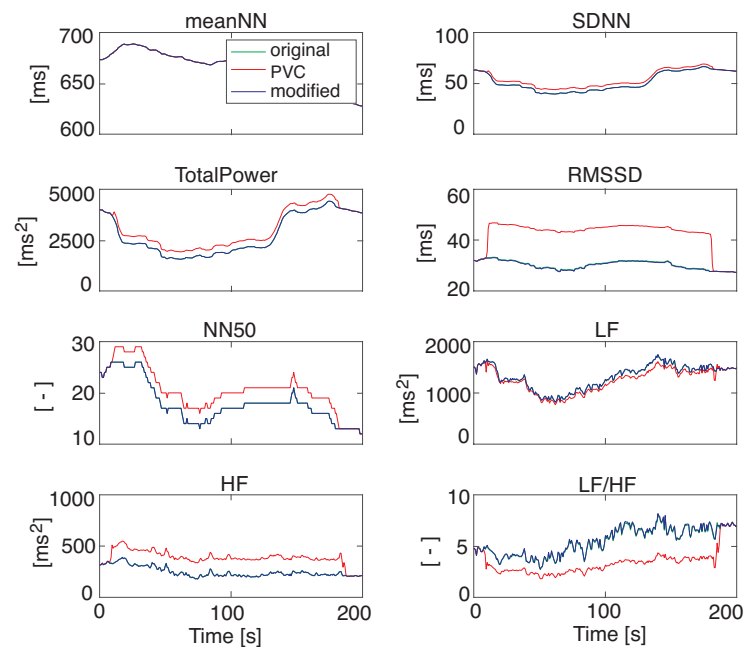 meanNN
SDNN
700
650
600
[ms]
original
PVC
modified
100
50
0
[ms]
TotalPower
RMSSD
5000
2500
0
[ms²]
60
40
20
[ms]
NN50
LF
30
20
10
[ - ]
2000
1000
0
[ms²]
HF
LF/HF
1000
500
0
[ms²]
10
5
0
[ - ]
0
100
200
0
100
200
Time [s]
Time [s]